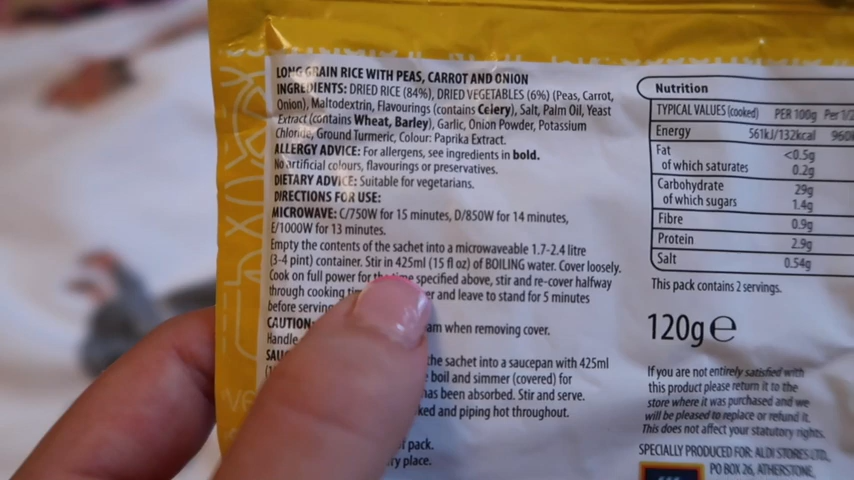 LONG GRAIN RICE WITH PEAS, CARROT AND ONION
INGREDIENTS: DRIED RICE (84%), DRIED VEGETABLES (6%) (Peas, Carrot,
Onion), Maltodextrin, Flavourings (contains Celery), Salt, Palm Oil, Yeast
Extract (contains Wheat, Barley), Garlic, Onion Powder, Potassium
Chloride, Ground Turmeric, Colour: Paprika Extract.
ALLERGY ADVICE: For allergens, see ingredients in bold.
No artificial colours, flavourings or preservatives.
DIETARY ADVICE: Suitable for vegetarians.
DIRECTIONS FOR USE:
MICROWAVE: C/750W for 15 minutes, D/850W for 14 minutes,
E/1000W for 13 minutes.
Empty the contents of the sachet into a microwaveable 1.7-2.4 litre
(3-4 pint) container. Stir in 425ml (15 fl oz) of BOILING water. Cover loosely.
Cook on full power for the time specified above, stir and re-cover halfway
through cooking and leave to stand for 5 minutes
before serving
CAUTION: when removing cover.
Handle
the sachet into a saucepan with 425ml
boil and simmer (covered) for
has been absorbed. Stir and serve.
and piping hot throughout.
pack.
place.
Nutrition
TYPICAL VALUES (cooked) PER 100g Per 1/2
Energy 561kJ/132kcal 960k
Fat <0.5g
of which saturates 0.2g
Carbohydrate 29g
of which sugars 1.4g
Fibre 0.9g
Protein 2.9g
Salt 0.54g
This pack contains 2 servings.
120g e
If you are not entirely satisfied with
this product please return it to the
store where it was purchased and we
will be pleased to replace or refund it.
This does not affect your statutory rights.
SPECIALLY PRODUCED FOR: ALDI STORES LTD,
PO BOX 26, ATHERSTONE,